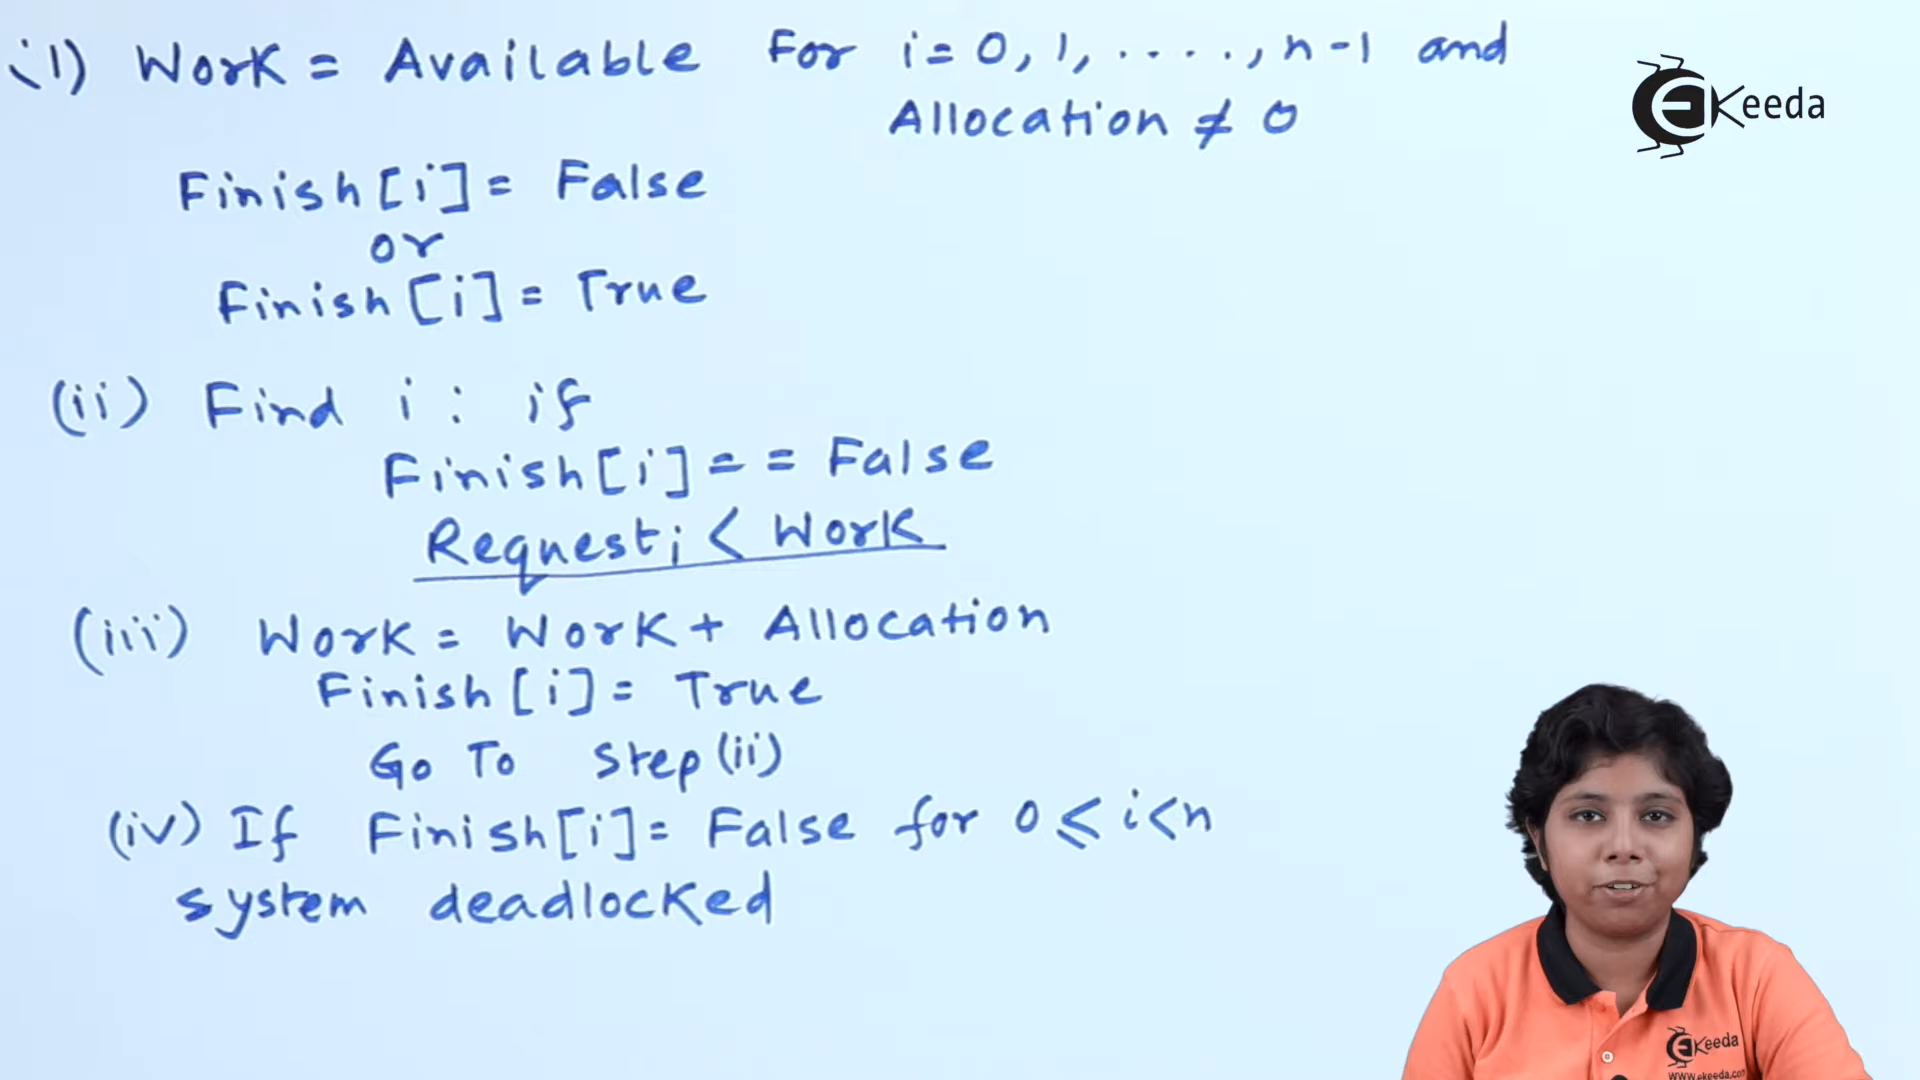 (i) Work = Available For i= 0, 1, ....., n-1 and
Allocation ≠ 0
Finish[i]= False
or
Finish[i]= True
(ii) Find i : if
Finish[i]== False
Requesti < Work
(iii) Work = Work + Allocation
Finish[i]= True
Go To Step (ii)
(iv) If Finish[i]= False for 0 ≤ i<n
system deadlocked
EKeeda
EKeeda
www.ekeeda.com